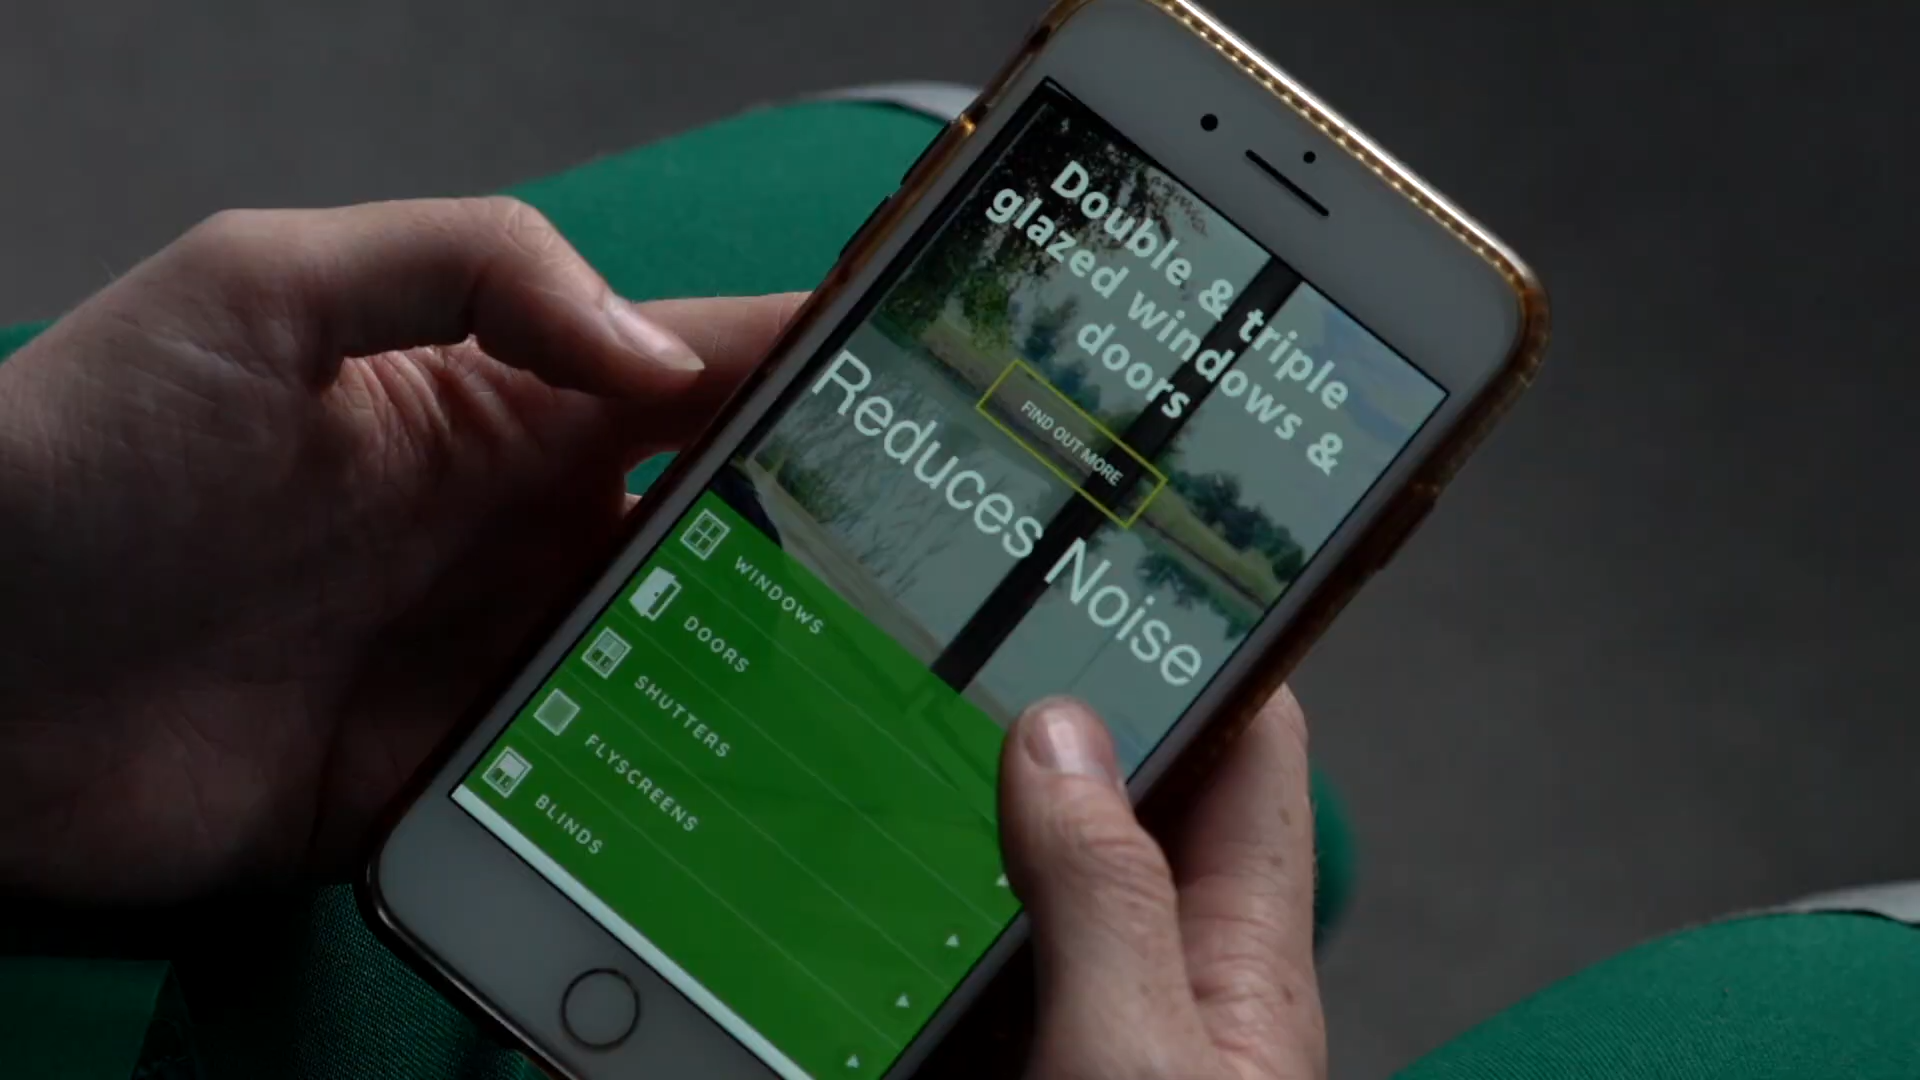 Double & triple
glazed windows &
doors
FIND OUT MORE
Reduces Noise
WINDOWS
DOORS
SHUTTERS
FLYSCREENS
BLINDS